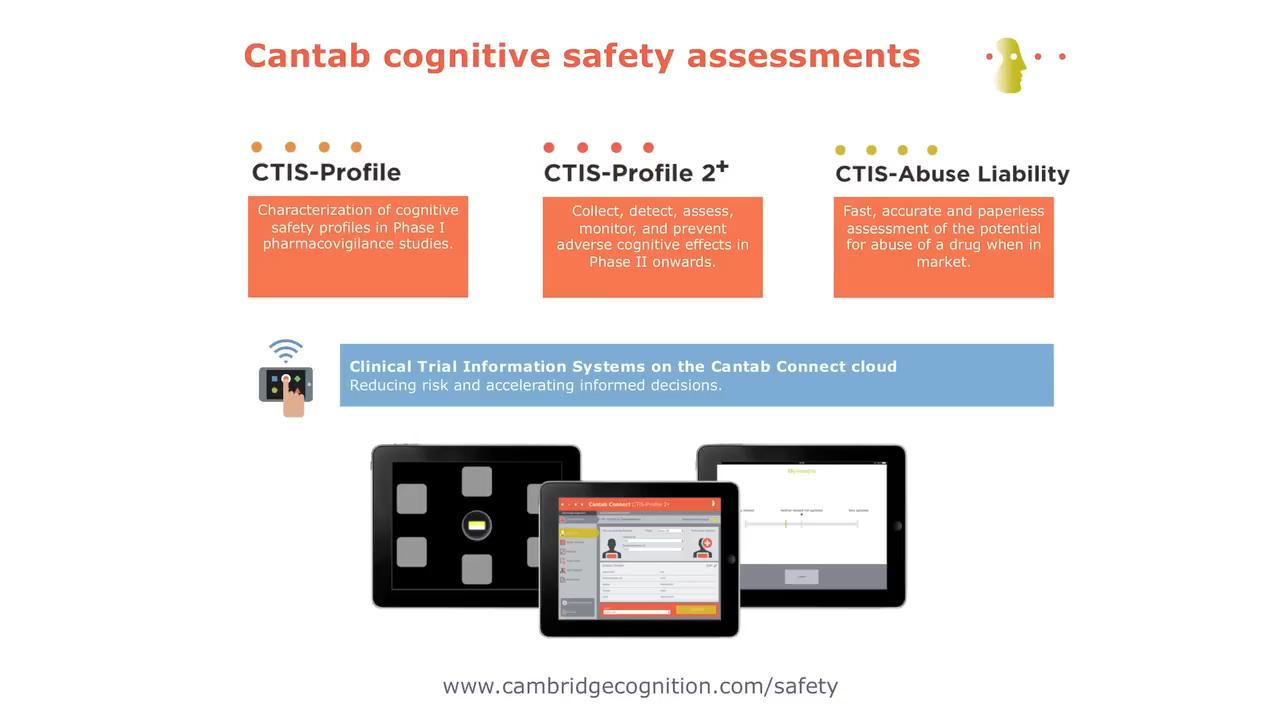 Cantab cognitive safety assessments
CTIS-Profile
Characterization of cognitive
safety profiles in Phase I
pharmacovigilance studies.
CTIS-Profile 2+
Collect, detect, assess,
monitor, and prevent
adverse cognitive effects in
Phase II onwards.
CTIS-Abuse Liability
Fast, accurate and paperless
assessment of the potential
for abuse of a drug when in
market.
Clinical Trial Information Systems on the Cantab Connect cloud
Reducing risk and accelerating informed decisions.
Cantab Connect CTIS-Profile 2+
www.cambridgecognition.com/safety